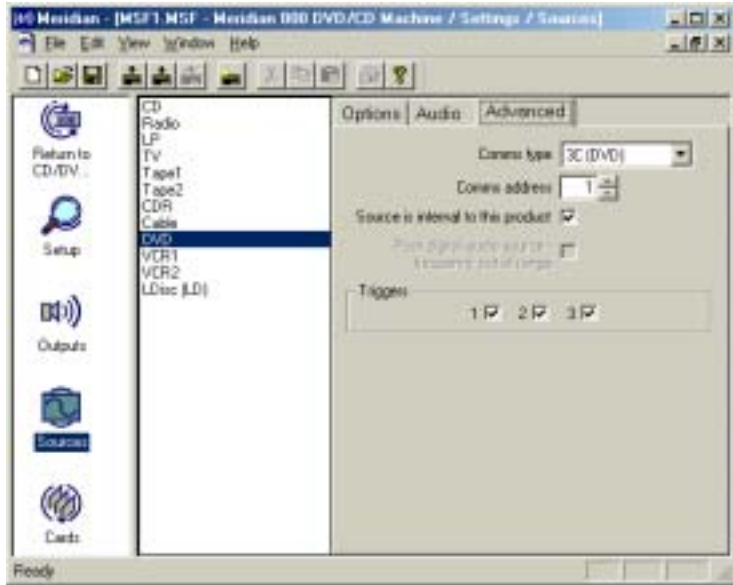 Meridian - [MSF1.MSF - Meridian 800 DVD/CD Machine / Settings / Sources]
File Edit View Window Help
Return to
CD/DV...
Setup
Outputs
Sources
Cards
CD
Radio
LP
TV
Tape1
Tape2
CDR
Cable
DVD
VCR1
VCR2
LDisc (LD)
Options Audio Advanced
Comms type 3C (DVD)
Comms address 1
Source is internal to this product
Triggers
1 2 3
Ready